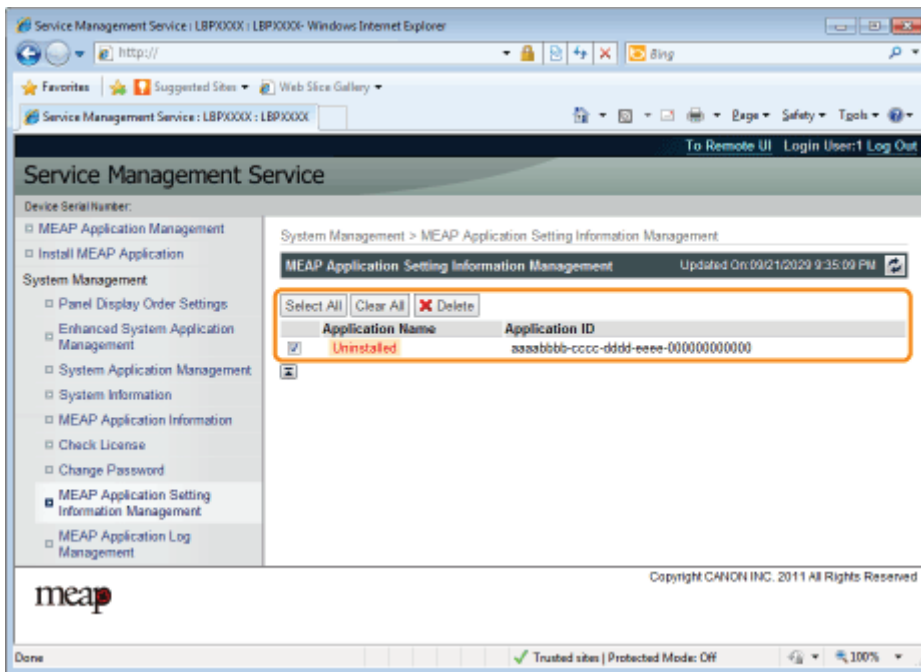 Service Management Service : LBPXXXX : LBPXXXX- Windows Internet Explorer
http://
Bing
Favorites Suggested Sites Web Slice Gallery
Service Management Service : LBPXXXX : LBPXXXX
Page Safety Tools
To Remote UI Login User:1 Log Out
Service Management Service
Device Serial Number:
MEAP Application Management
Install MEAP Application
System Management
Panel Display Order Settings
Enhanced System Application
Management
System Application Management
System Information
MEAP Application Information
Check License
Change Password
MEAP Application Setting
Information Management
MEAP Application Log
Management
System Management > MEAP Application Setting Information Management
MEAP Application Setting Information Management Updated On:09/21/2029 9:35:09 PM
Select All Clear All Delete
Application Name Application ID
Uninstalled aaaabbbb-cccc-dddd-eeee-000000000000
Copyright CANON INC. 2011 All Rights Reserved
meap
Done Trusted sites | Protected Mode: Off 100%